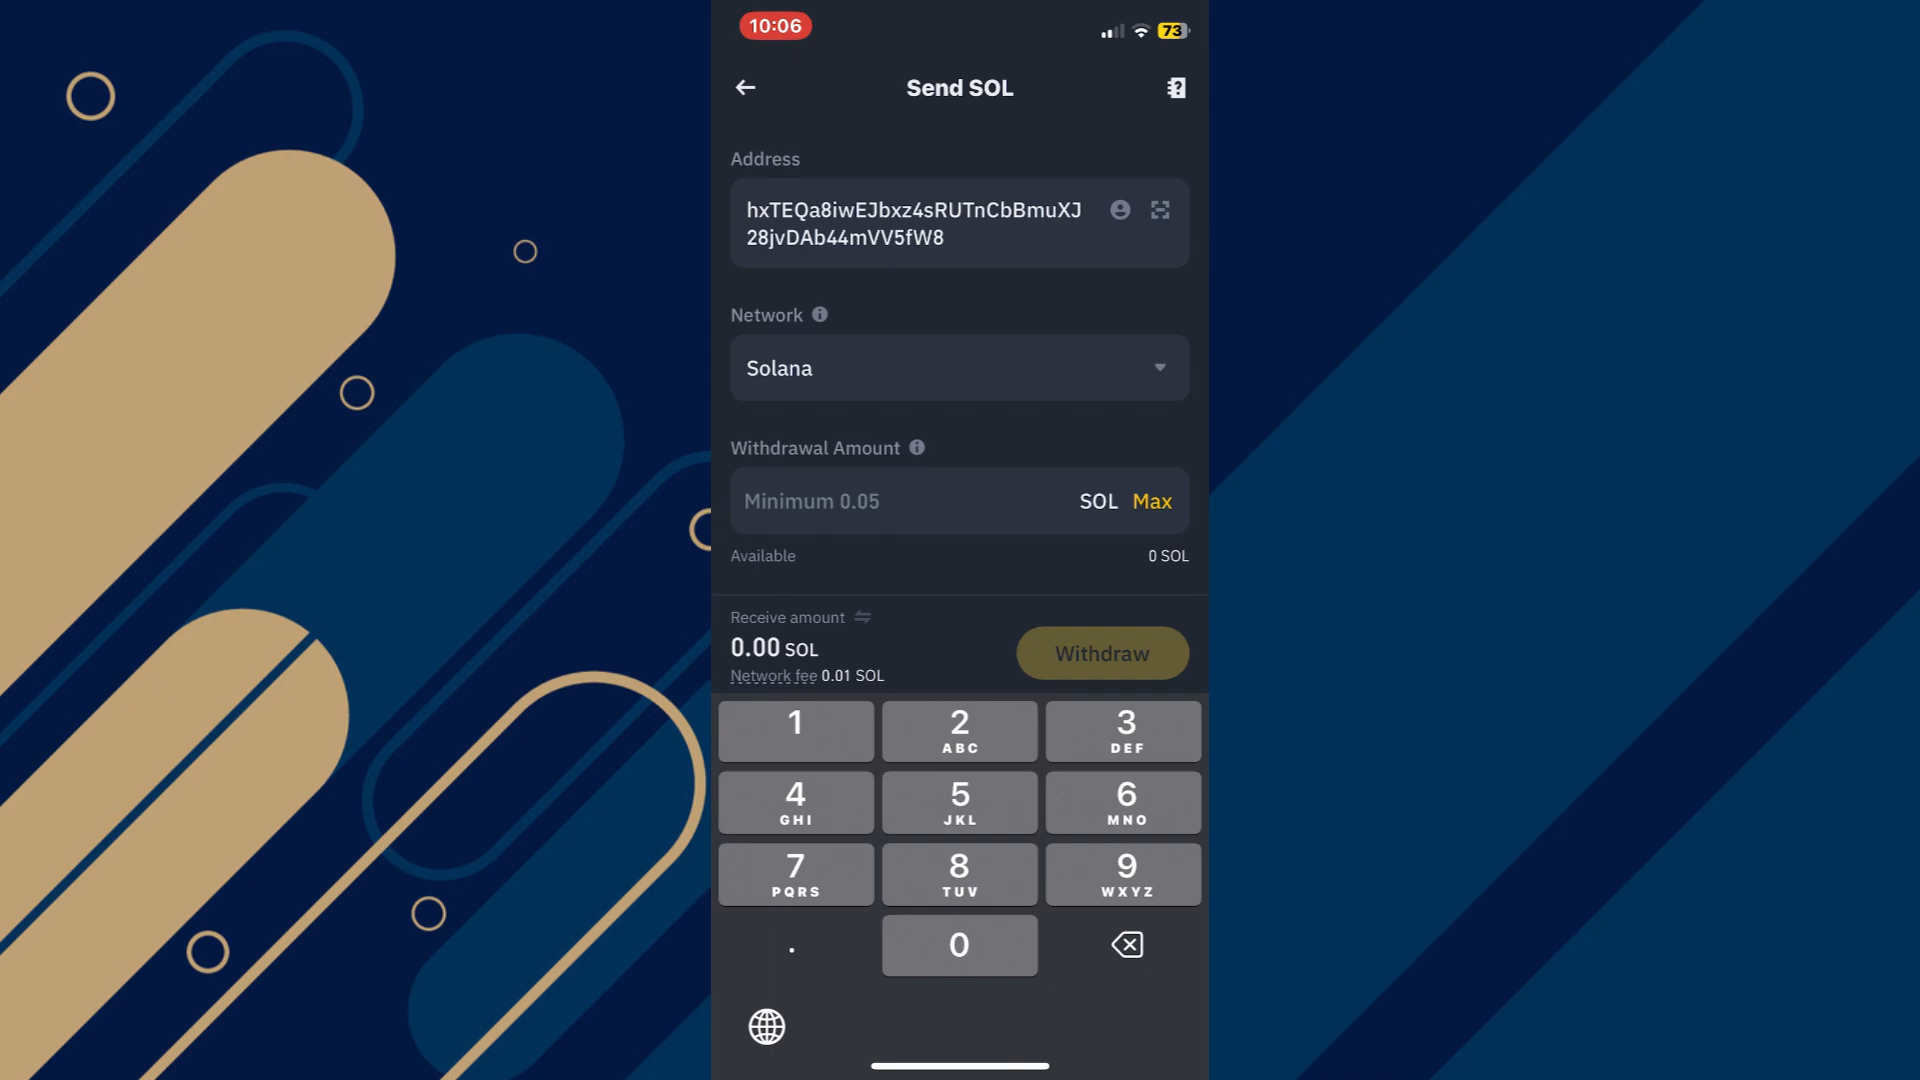 10:06
73
Send SOL
?
Address
hxTEQa8iwEJbxz4sRUTnCbBmuXJ
28jvDAb44mVV5fW8
Network
Solana
Withdrawal Amount
Minimum 0.05 SOL Max
Available 0 SOL
Receive amount
0.00 SOL
Network fee 0.01 SOL
Withdraw
1 2 3
ABC DEF
4 5 6
GHI JKL MNO
7 8 9
PQRS TUV WXYZ
. 0